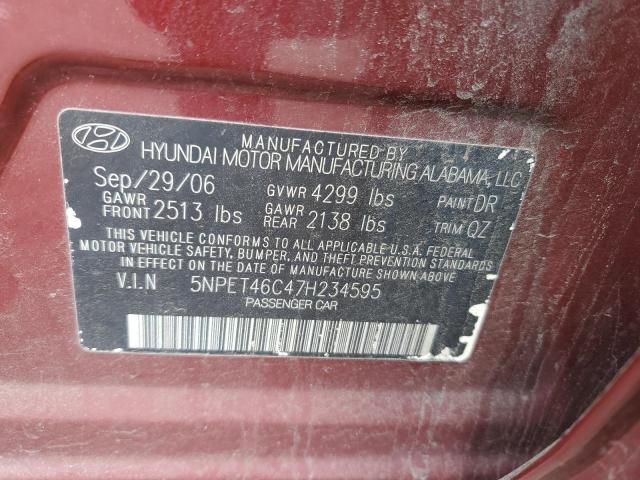 MANUFACTURED BY
HYUNDAI MOTOR MANUFACTURING ALABAMA, LLC
Sep/29/06 GVWR 4299 lbs PAINT DR
GAWR FRONT 2513 lbs GAWR REAR 2138 lbs TRIM QZ
THIS VEHICLE CONFORMS TO ALL APPLICABLE U.S.A. FEDERAL
MOTOR VEHICLE SAFETY, BUMPER, AND THEFT PREVENTION STANDARDS
IN EFFECT ON THE DATE OF MANUFACTURE SHOWN ABOVE.
V.I.N 5NPET46C47H234595
PASSENGER CAR